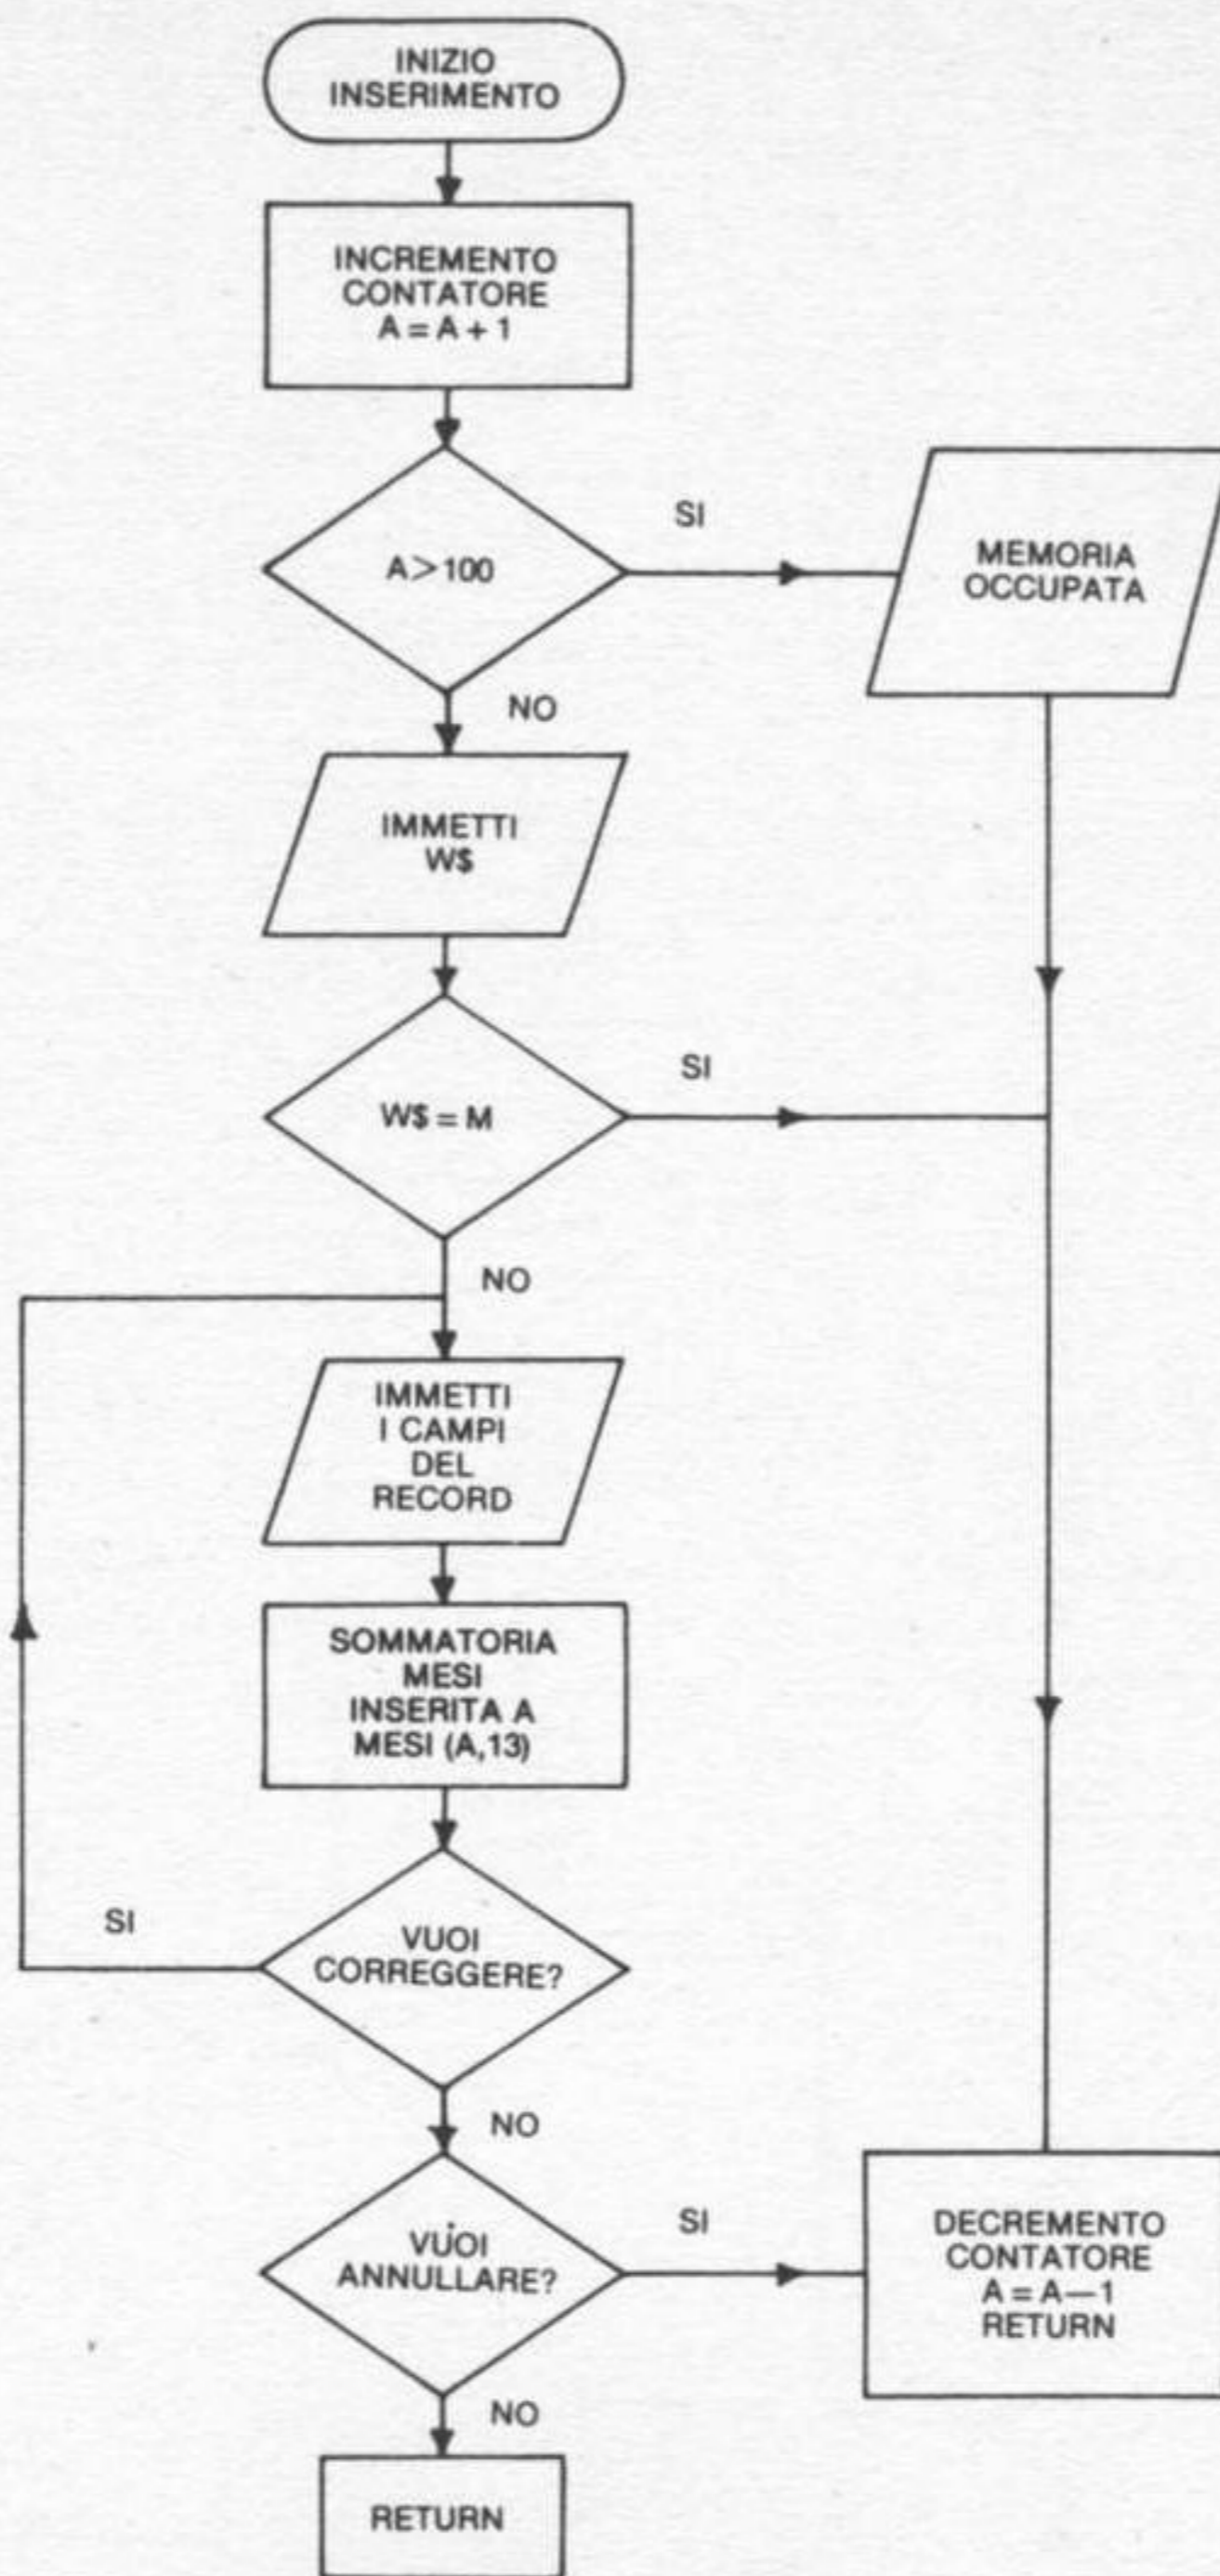 INIZIO
INSERIMENTO
INCREMENTO
CONTATORE
A = A + 1
A>100
SI
MEMORIA
OCCUPATA
NO
IMMETTI
W$
W$ = M
SI
NO
IMMETTI
I CAMPI
DEL
RECORD
SOMMATORIA
MESI
INSERITA A
MESI (A,13)
VUOI
CORREGGERE?
SI
NO
VUOI
ANNULLARE?
SI
DECREMENTO
CONTATORE
A = A—1
RETURN
NO
RETURN